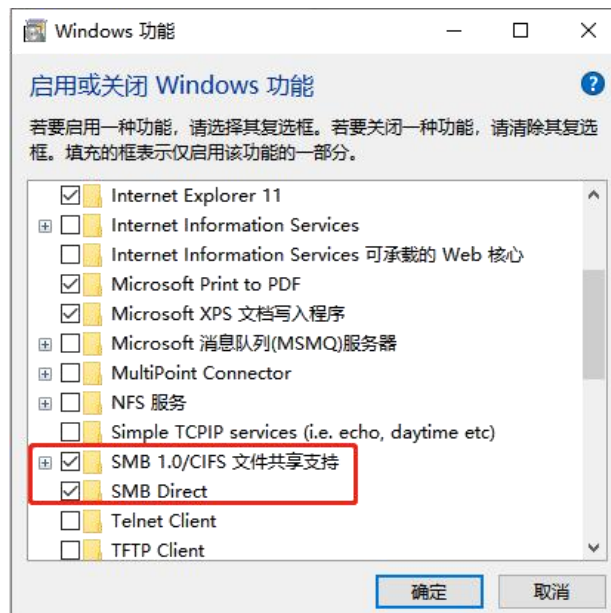 Windows 功能
启用或关闭 Windows 功能
若要启用一种功能，请选择其复选框。若要关闭一种功能，请清除其复选
框。填充的框表示仅启用该功能的一部分。
Internet Explorer 11
Internet Information Services
Internet Information Services 可承载的 Web 核心
Microsoft Print to PDF
Microsoft XPS 文档写入程序
Microsoft 消息队列(MSMQ)服务器
MultiPoint Connector
NFS 服务
Simple TCPIP services (i.e. echo, daytime etc)
SMB 1.0/CIFS 文件共享支持
SMB Direct
Telnet Client
TFTP Client
确定
取消